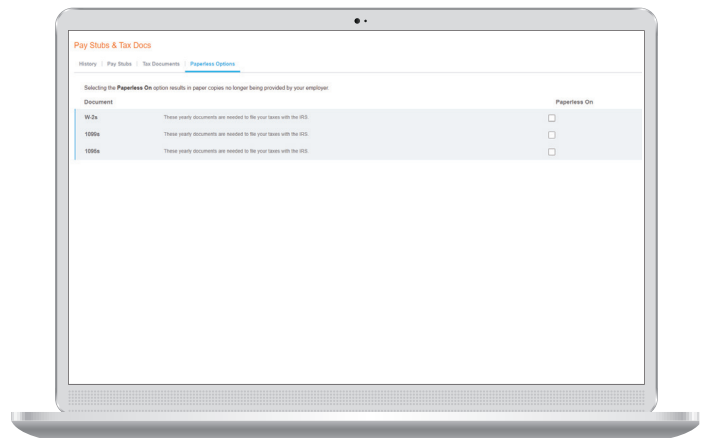 Pay Stubs & Tax Docs
History Pay Stubs Tax Documents Paperless Options
Selecting the Paperless On option results in paper copies no longer being provided by your employer.
Document Paperless On
W-2s These yearly documents are needed to file your taxes with the IRS.
1099s These yearly documents are needed to file your taxes with the IRS.
1095s These yearly documents are needed to file your taxes with the IRS.